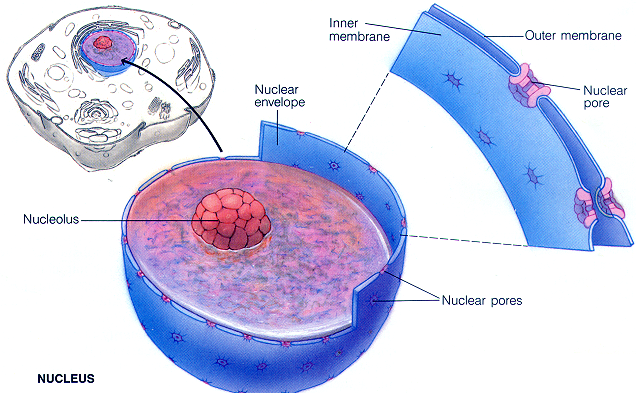 Inner
membrane
Outer membrane
Nuclear
pore
Nuclear
envelope
Nucleolus
Nuclear pores
NUCLEUS